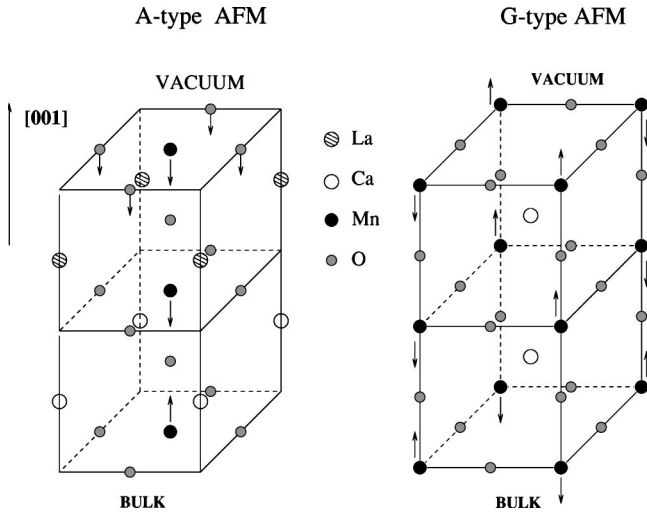 A-type AFM
G-type AFM
VACUUM
VACUUM
[001]
La
Ca
Mn
O
BULK
BULK